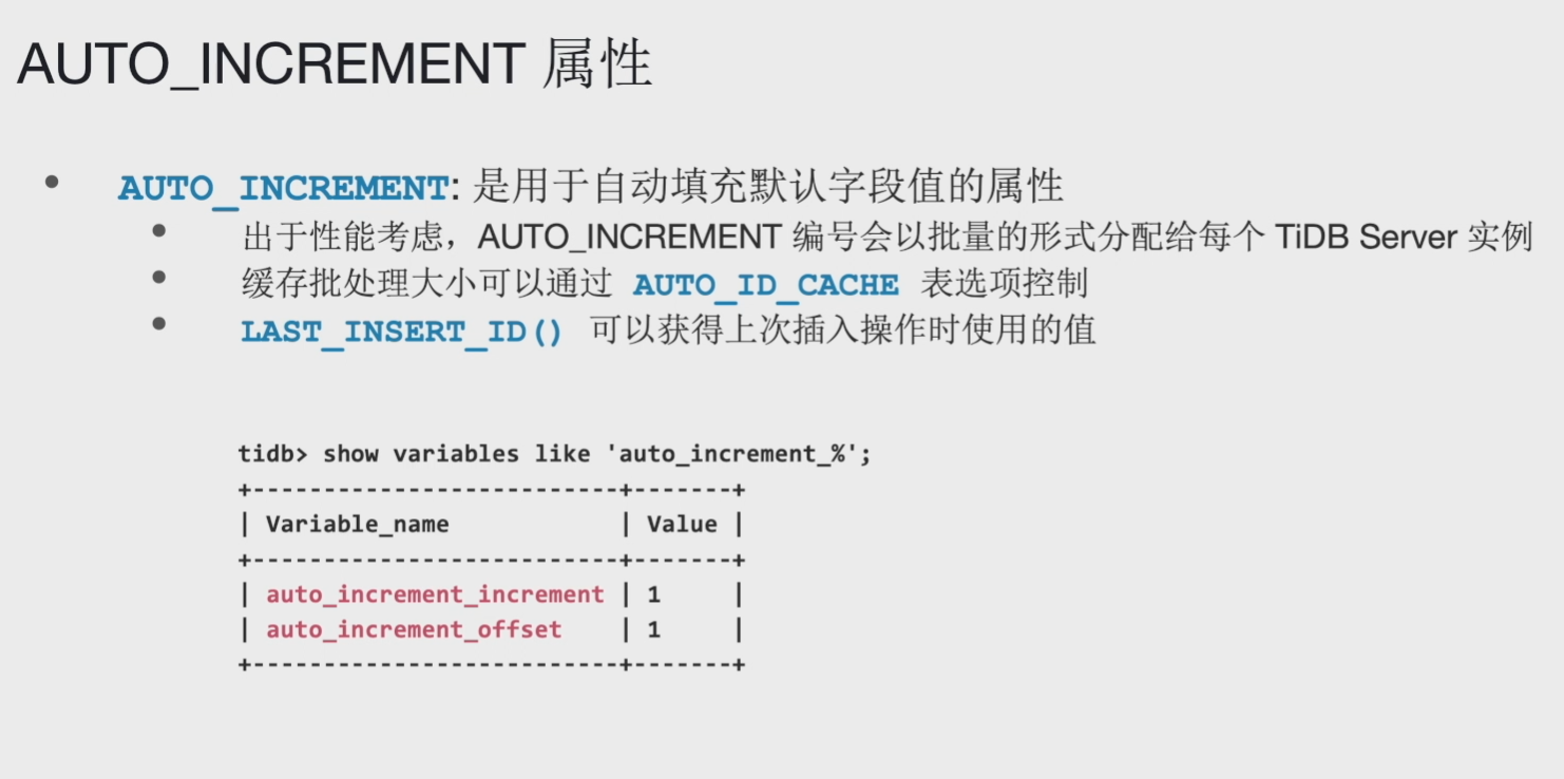 AUTO_INCREMENT 属性
• AUTO_INCREMENT: 是用于自动填充默认字段值的属性
• 出于性能考虑，AUTO_INCREMENT 编号会以批量的形式分配给每个 TiDB Server 实例
• 缓存批处理大小可以通过 AUTO_ID_CACHE 表选项控制
• LAST_INSERT_ID() 可以获得上次插入操作时使用的值
tidb> show variables like 'auto_increment_%';
+--------------------------+-------+
| Variable_name            | Value |
+--------------------------+-------+
| auto_increment_increment | 1     |
| auto_increment_offset    | 1     |
+--------------------------+-------+